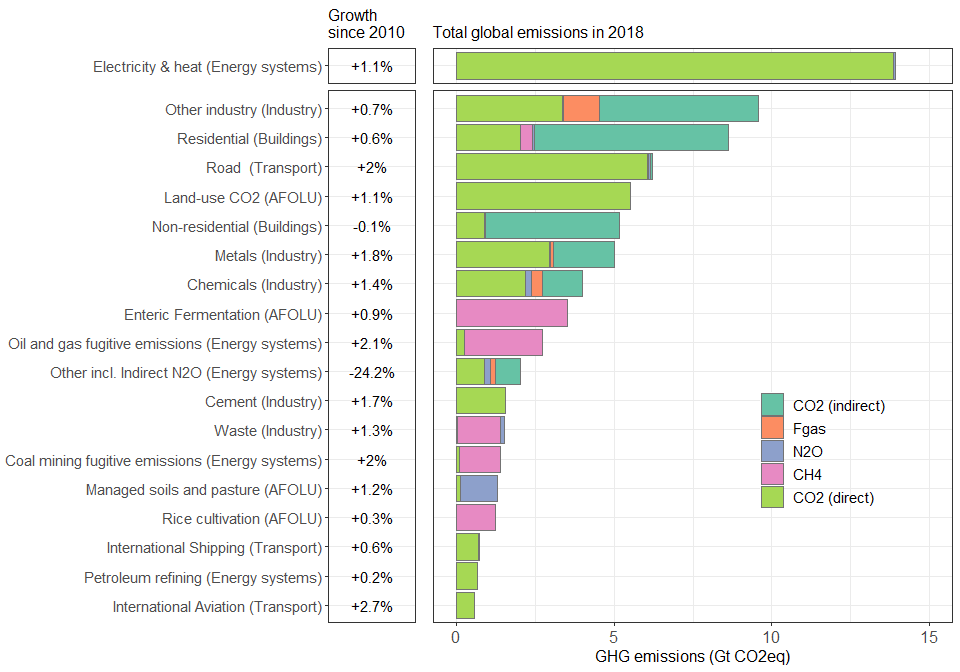 Growth
since 2010
Total global emissions in 2018
Electricity & heat (Energy systems) +1.1%
Other industry (Industry) +0.7%
Residential (Buildings) +0.6%
Road (Transport) +2%
Land-use CO2 (AFOLU) +1.1%
Non-residential (Buildings) -0.1%
Metals (Industry) +1.8%
Chemicals (Industry) +1.4%
Enteric Fermentation (AFOLU) +0.9%
Oil and gas fugitive emissions (Energy systems) +2.1%
Other incl. Indirect N2O (Energy systems) -24.2%
Cement (Industry) +1.7%
Waste (Industry) +1.3%
Coal mining fugitive emissions (Energy systems) +2%
Managed soils and pasture (AFOLU) +1.2%
Rice cultivation (AFOLU) +0.3%
International Shipping (Transport) +0.6%
Petroleum refining (Energy systems) +0.2%
International Aviation (Transport) +2.7%
CO2 (indirect)
Fgas
N2O
CH4
CO2 (direct)
0 5 10 15
GHG emissions (Gt CO2eq)